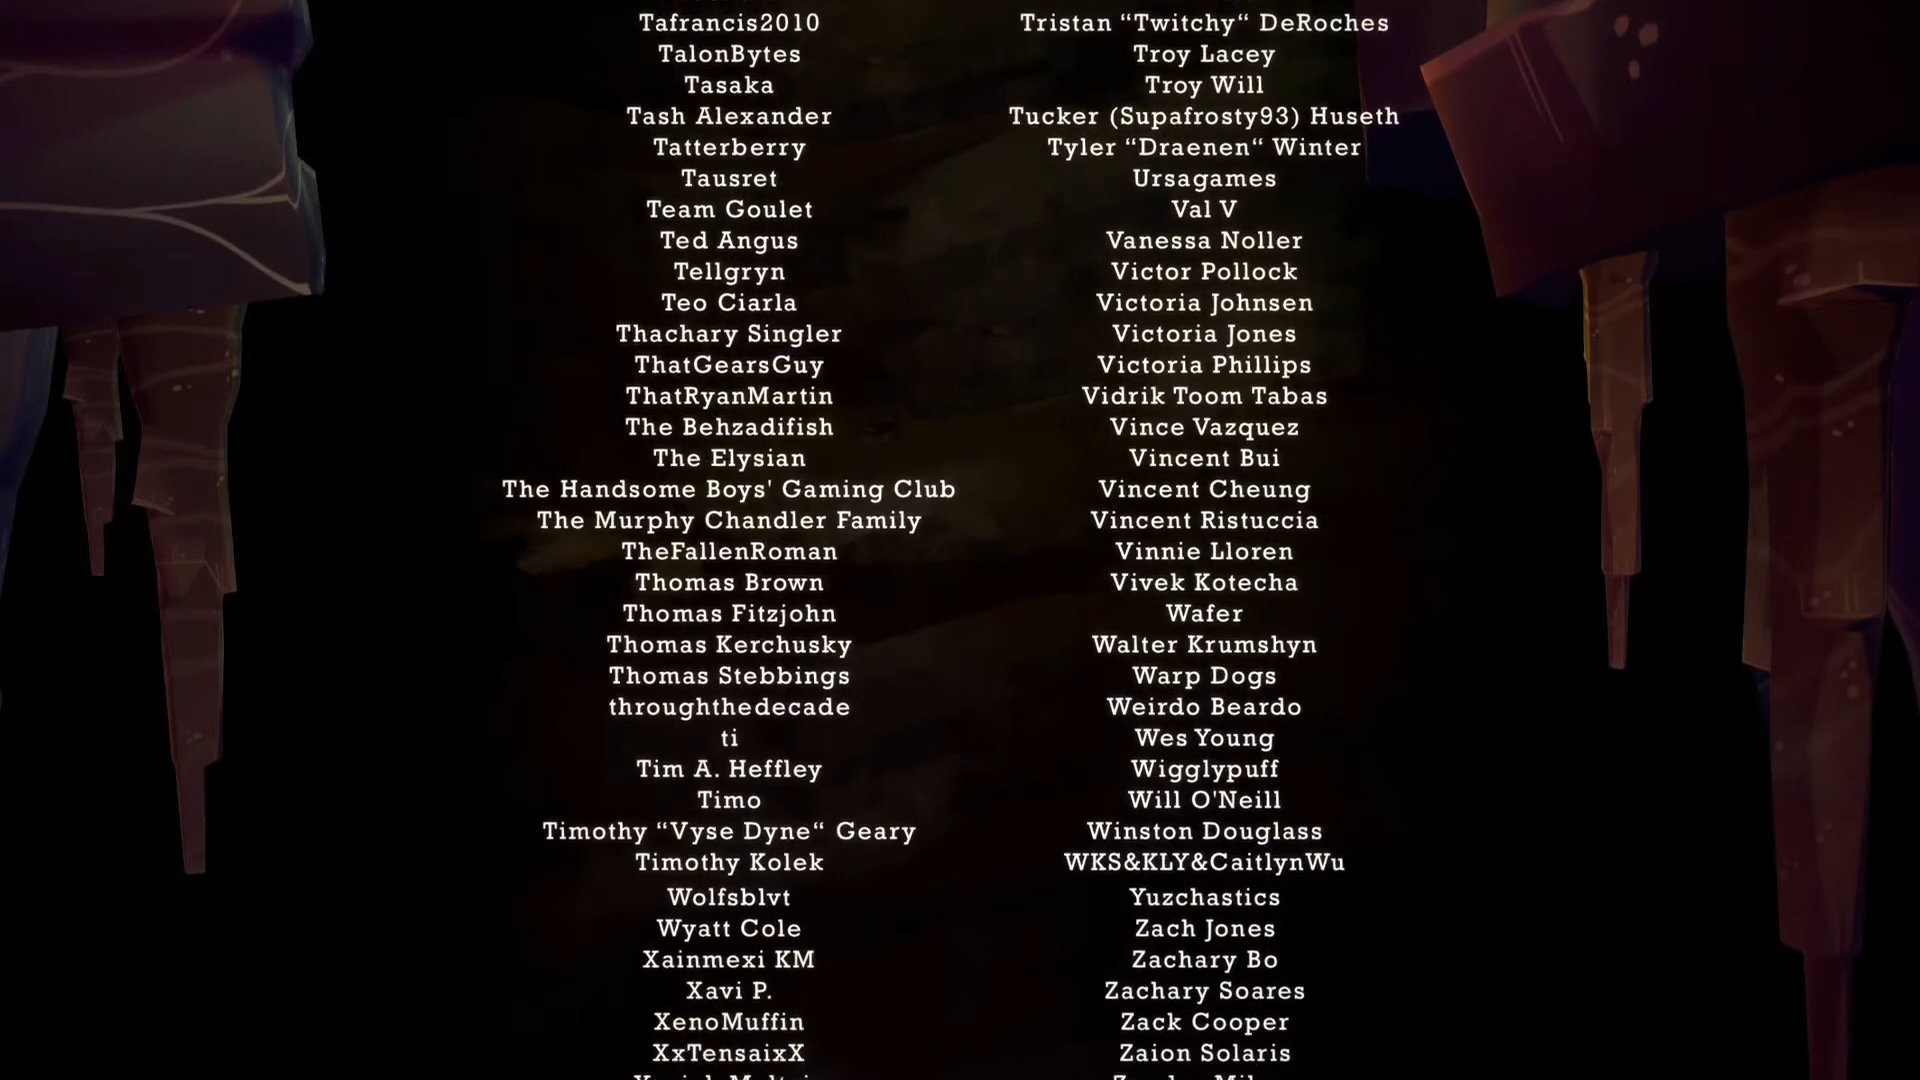 Tafrancis2010
TalonBytes
Tasaka
Tash Alexander
Tatterberry
Tausret
Team Goulet
Ted Angus
Tellgryn
Teo Ciarla
Thachary Singler
ThatGearsGuy
ThatRyanMartin
The Behzadifish
The Elysian
The Handsome Boys' Gaming Club
The Murphy Chandler Family
TheFallenRoman
Thomas Brown
Thomas Fitzjohn
Thomas Kerchusky
Thomas Stebbings
throughthedecade
ti
Tim A. Heffley
Timo
Timothy “Vyse Dyne“ Geary
Timothy Kolek
Tristan “Twitchy“ DeRoches
Troy Lacey
Troy Will
Tucker (Supafrosty93) Huseth
Tyler “Draenen“ Winter
Ursagames
Val V
Vanessa Noller
Victor Pollock
Victoria Johnsen
Victoria Jones
Victoria Phillips
Vidrik Toom Tabas
Vince Vazquez
Vincent Bui
Vincent Cheung
Vincent Ristuccia
Vinnie Lloren
Vivek Kotecha
Wafer
Walter Krumshyn
Warp Dogs
Weirdo Beardo
Wes Young
Wigglypuff
Will O'Neill
Winston Douglass
WKS&KLY&CaitlynWu
Wolfsblvt
Wyatt Cole
Xainmexi KM
Xavi P.
XenoMuffin
XxTensaixX
Yuzchastics
Zach Jones
Zachary Bo
Zachary Soares
Zack Cooper
Zaion Solaris